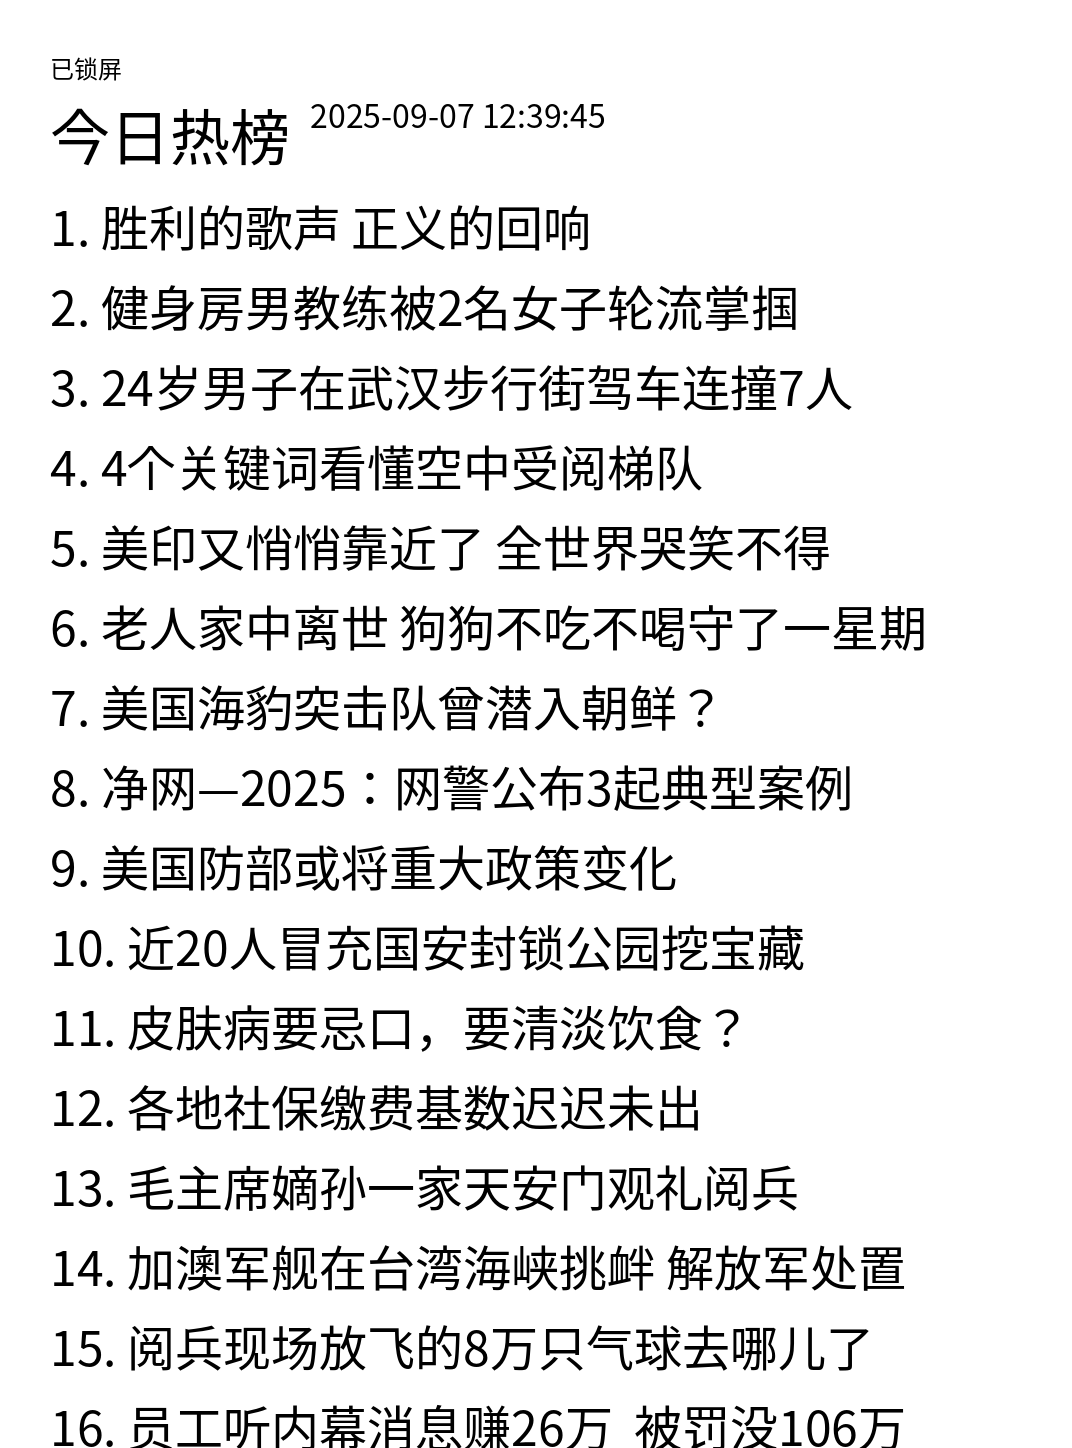 已锁屏
今日热榜 2025-09-07 12:39:45
1. 胜利的歌声 正义的回响
2. 健身房男教练被2名女子轮流掌掴
3. 24岁男子在武汉步行街驾车连撞7人
4. 4个关键词看懂空中受阅梯队
5. 美印又悄悄靠近了 全世界哭笑不得
6. 老人家中离世 狗狗不吃不喝守了一星期
7. 美国海豹突击队曾潜入朝鲜？
8. 净网—2025：网警公布3起典型案例
9. 美国防部或将重大政策变化
10. 近20人冒充国安封锁公园挖宝藏
11. 皮肤病要忌口，要清淡饮食？
12. 各地社保缴费基数迟迟未出
13. 毛主席嫡孙一家天安门观礼阅兵
14. 加澳军舰在台湾海峡挑衅 解放军处置
15. 阅兵现场放飞的8万只气球去哪儿了
16. 员工听内幕消息赚26万 被罚没106万